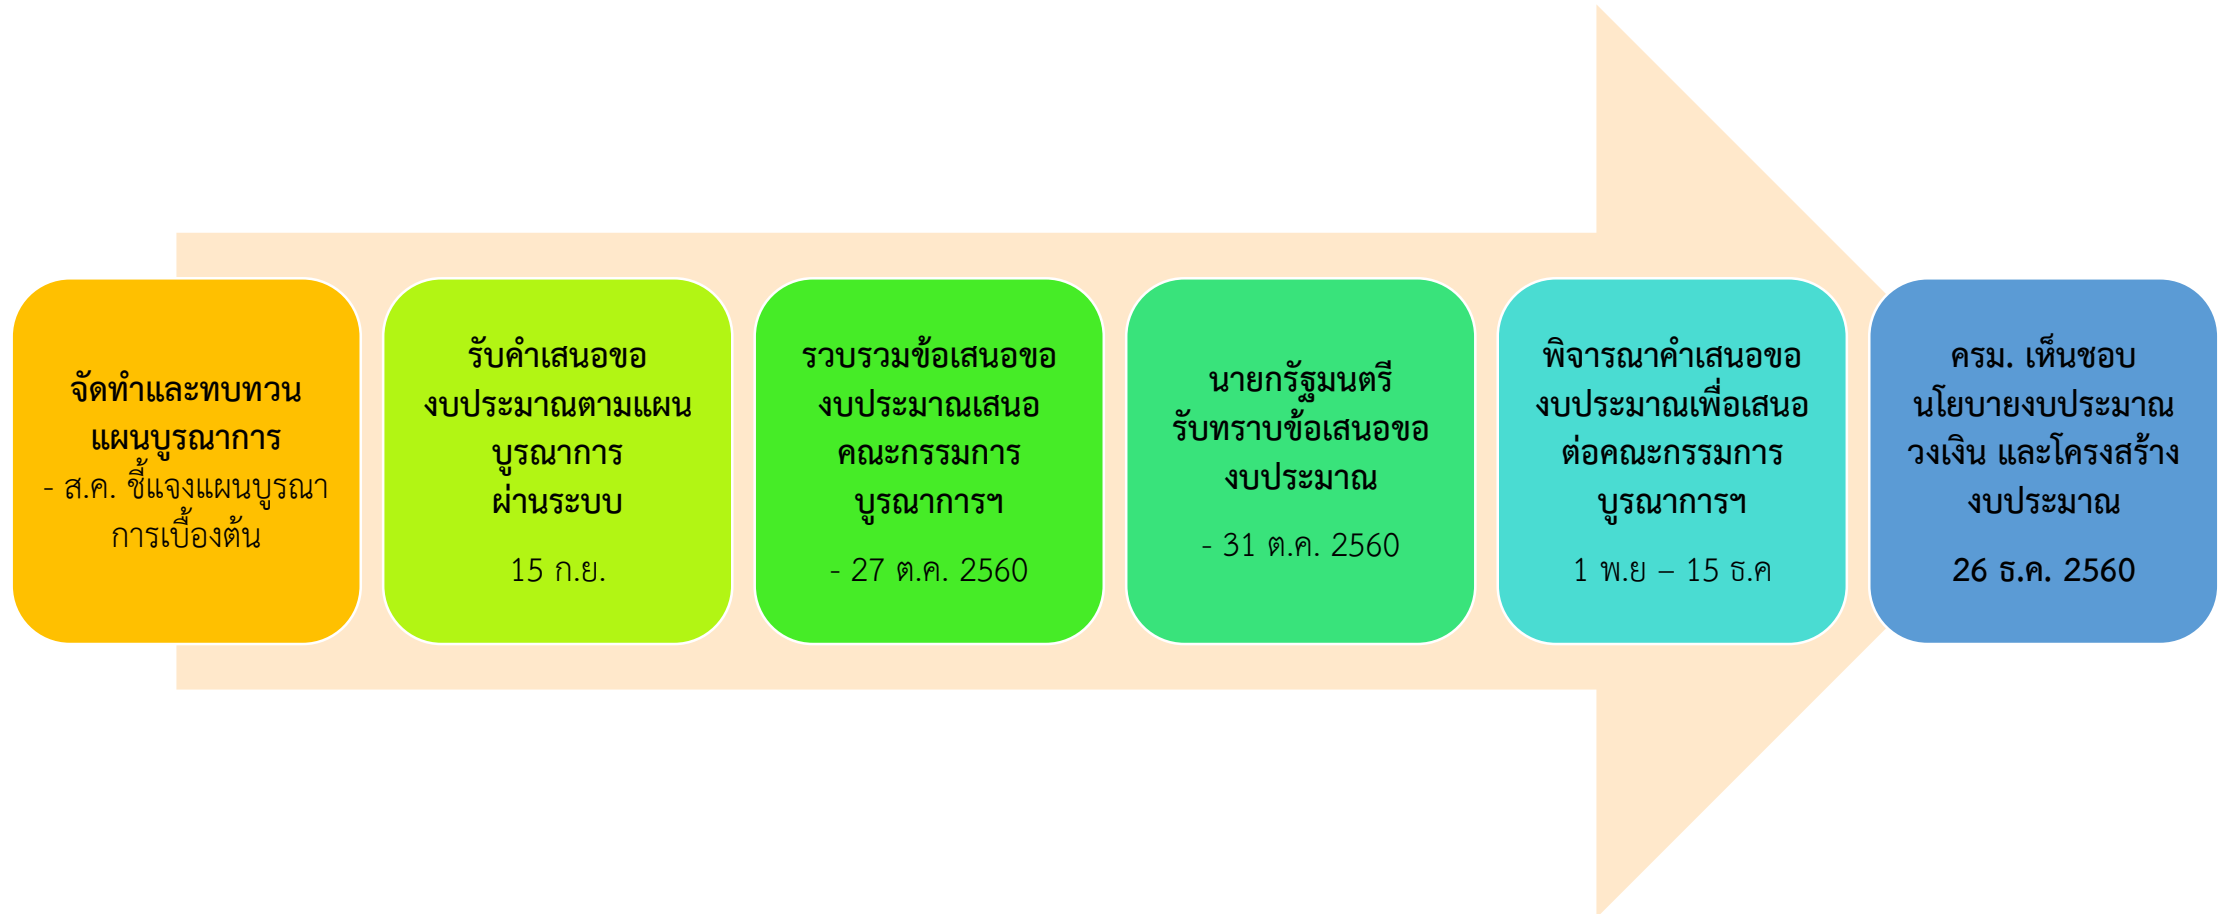 จัดทำและทบทวน
แผนบูรณาการ
- ส.ค. ชี้แจงแผนบูรณา
การเบื้องต้น
รับคำเสนอขอ
งบประมาณตามแผน
บูรณาการ
ผ่านระบบ
15 ก.ย.
รวบรวมข้อเสนอขอ
งบประมาณเสนอ
คณะกรรมการ
บูรณาการฯ
- 27 ต.ค. 2560
นายกรัฐมนตรี
รับทราบข้อเสนอขอ
งบประมาณ
- 31 ต.ค. 2560
พิจารณาคำเสนอขอ
งบประมาณเพื่อเสนอ
ต่อคณะกรรมการ
บูรณาการฯ
1 พ.ย – 15 ธ.ค
ครม. เห็นชอบ
นโยบายงบประมาณ
วงเงิน และโครงสร้าง
งบประมาณ
26 ธ.ค. 2560